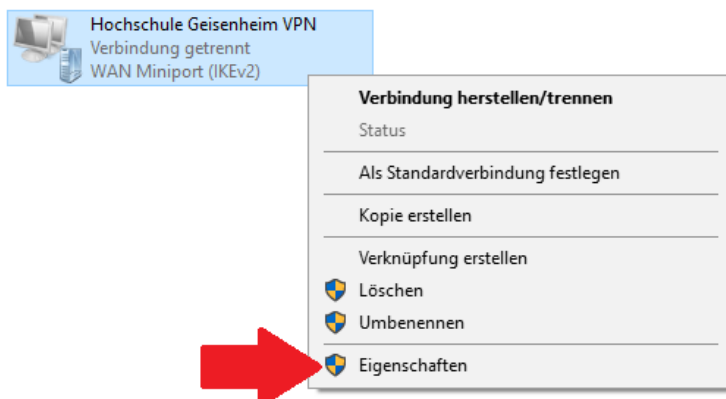 Hochschule Geisenheim VPN
Verbindung getrennt
WAN Miniport (IKEv2)
Verbindung herstellen/trennen
Status
Als Standardverbindung festlegen
Kopie erstellen
Verknüpfung erstellen
Löschen
Umbenennen
Eigenschaften